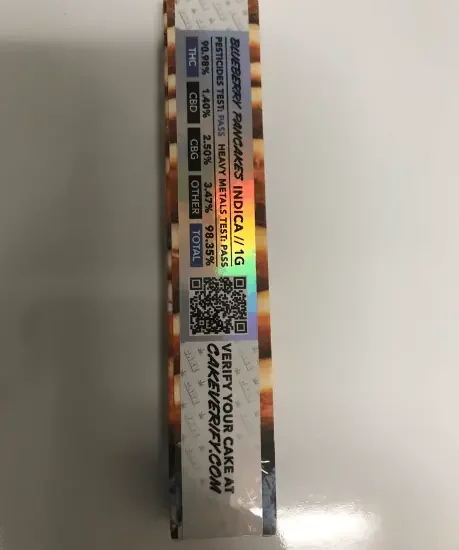 BLUEBERRY PANCAKES INDICA // 1G
PESTICIDES TEST: PASS HEAVY METALS TEST: PASS
90.98% 1.40% 2.50% 3.47% 98.35%
THC CBD CBG OTHER TOTAL
VERIFY YOUR CAKE AT
CAKEVERIFY.COM